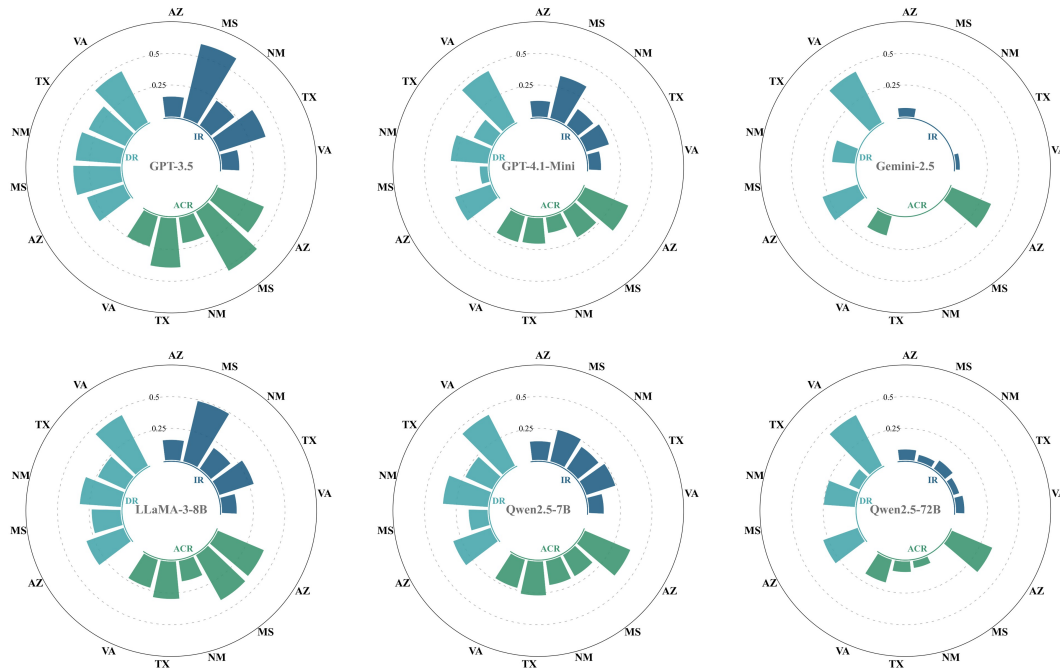 AZ
MS
VA
NM
0.5
TX
0.25
TX
NM
IR
VA
DR
GPT-3.5
MS
ACR
AZ
AZ
MS
VA
NM
TX
AZ
MS
VA
NM
0.5
TX
0.25
TX
NM
IR
VA
DR
GPT-4.1-Mini
MS
ACR
AZ
AZ
MS
VA
NM
TX
AZ
MS
VA
NM
0.5
TX
0.25
TX
NM
IR
VA
DR
Gemini-2.5
MS
ACR
AZ
AZ
MS
VA
NM
TX
AZ
MS
VA
NM
0.5
TX
0.25
TX
NM
IR
VA
DR
LLaMA-3-8B
MS
ACR
AZ
AZ
MS
VA
NM
TX
AZ
MS
VA
NM
0.5
TX
0.25
TX
NM
IR
VA
DR
Qwen2.5-7B
MS
ACR
AZ
AZ
MS
VA
NM
TX
AZ
MS
VA
NM
0.5
TX
0.25
TX
NM
IR
VA
DR
Qwen2.5-72B
MS
ACR
AZ
AZ
MS
VA
NM
TX